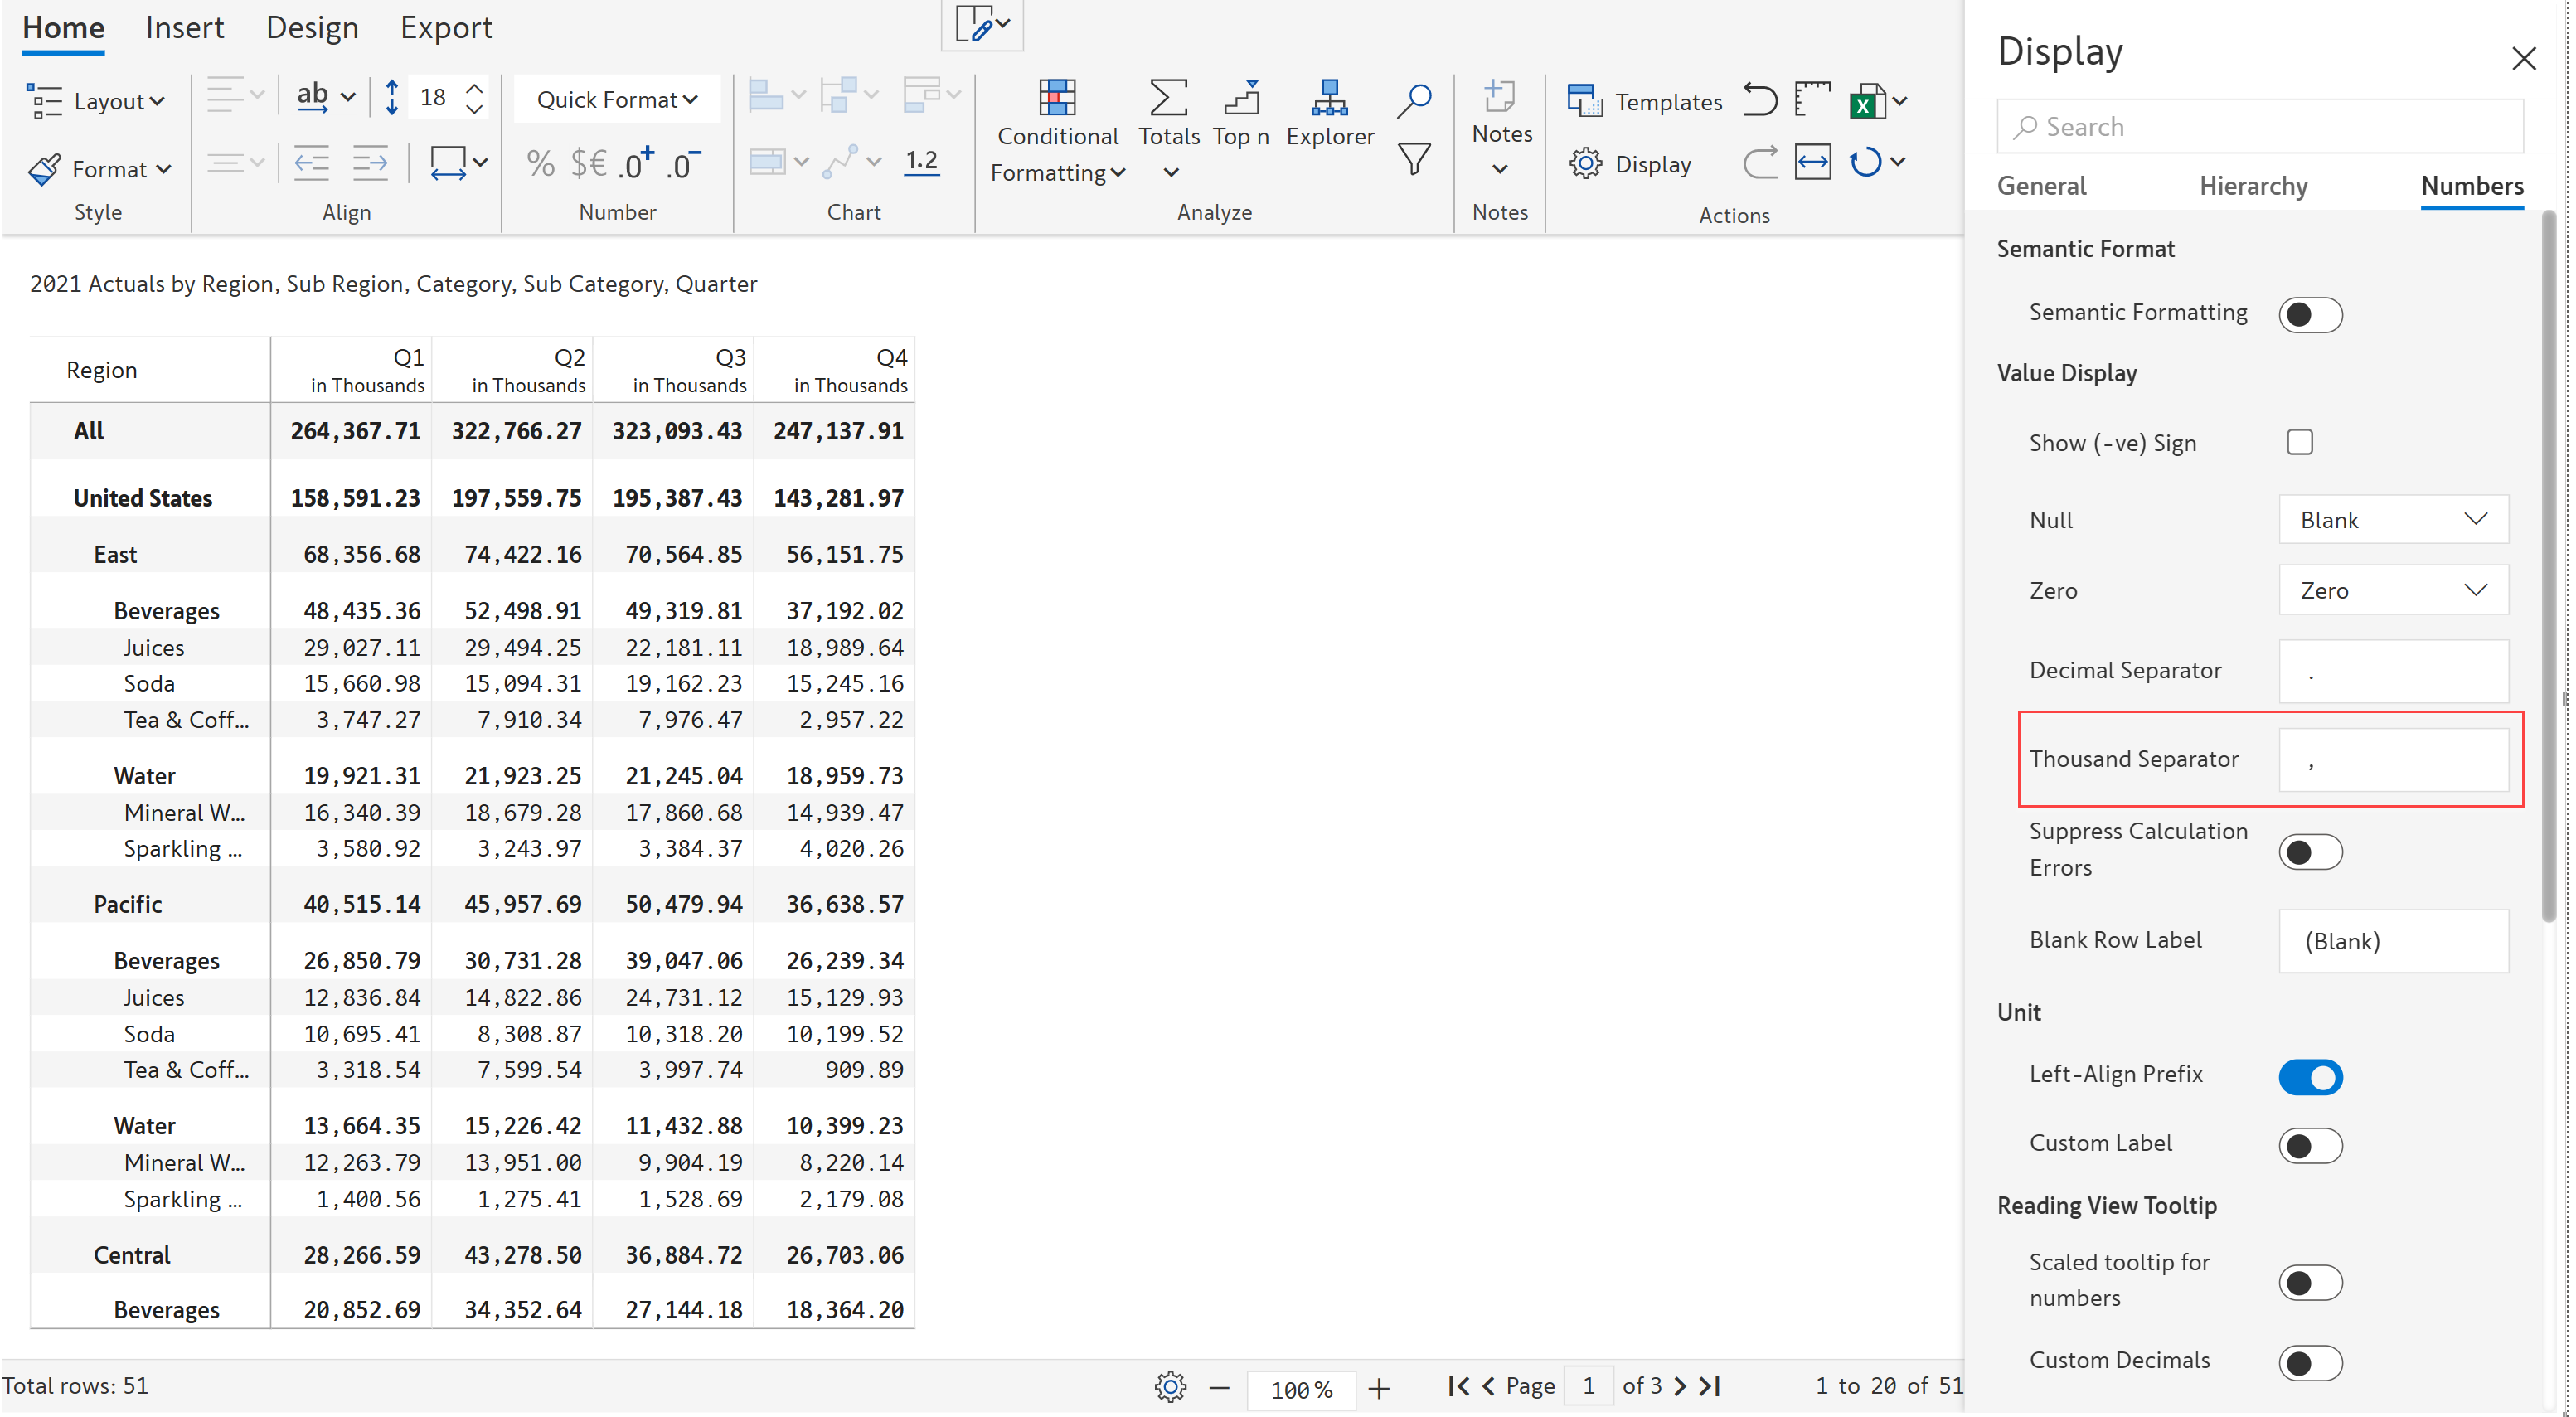 Home Insert Design Export
Layout ab 18 Quick Format
Format % $€ .0+ .0− 1.2
Conditional Formatting Totals Top n Explorer
Notes
Templates
Display
Style Align Number Chart Analyze Notes Actions
2021 Actuals by Region, Sub Region, Category, Sub Category, Quarter
Region Q1 Q2 Q3 Q4
in Thousands in Thousands in Thousands in Thousands
All 264,367.71 322,766.27 323,093.43 247,137.91
United States 158,591.23 197,559.75 195,387.43 143,281.97
East 68,356.68 74,422.16 70,564.85 56,151.75
Beverages 48,435.36 52,498.91 49,319.81 37,192.02
Juices 29,027.11 29,494.25 22,181.11 18,989.64
Soda 15,660.98 15,094.31 19,162.23 15,245.16
Tea & Coff... 3,747.27 7,910.34 7,976.47 2,957.22
Water 19,921.31 21,923.25 21,245.04 18,959.73
Mineral W... 16,340.39 18,679.28 17,860.68 14,939.47
Sparkling ... 3,580.92 3,243.97 3,384.37 4,020.26
Pacific 40,515.14 45,957.69 50,479.94 36,638.57
Beverages 26,850.79 30,731.28 39,047.06 26,239.34
Juices 12,836.84 14,822.86 24,731.12 15,129.93
Soda 10,695.41 8,308.87 10,318.20 10,199.52
Tea & Coff... 3,318.54 7,599.54 3,997.74 909.89
Water 13,664.35 15,226.42 11,432.88 10,399.23
Mineral W... 12,263.79 13,951.00 9,904.19 8,220.14
Sparkling ... 1,400.56 1,275.41 1,528.69 2,179.08
Central 28,266.59 43,278.50 36,884.72 26,703.06
Beverages 20,852.69 34,352.64 27,144.18 18,364.20
Total rows: 51 100 % Page 1 of 3 1 to 20 of 51
Display
Search
General Hierarchy Numbers
Semantic Format
Semantic Formatting
Value Display
Show (-ve) Sign
Null Blank
Zero Zero
Decimal Separator .
Thousand Separator ,
Suppress Calculation
Errors
Blank Row Label (Blank)
Unit
Left-Align Prefix
Custom Label
Reading View Tooltip
Scaled tooltip for
numbers
Custom Decimals